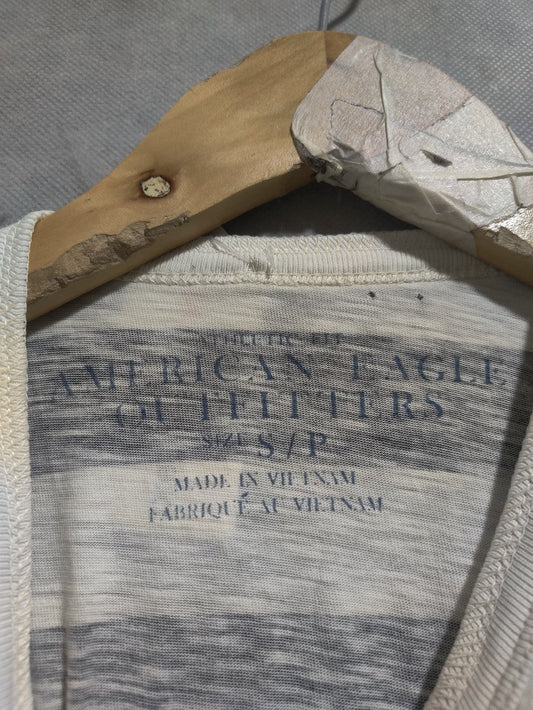 ATHLETIC FIT
AMERICAN EAGLE
OUTFITTERS
SIZE S/P
MADE IN VIETNAM
FABRIQUÉ AU VIETNAM